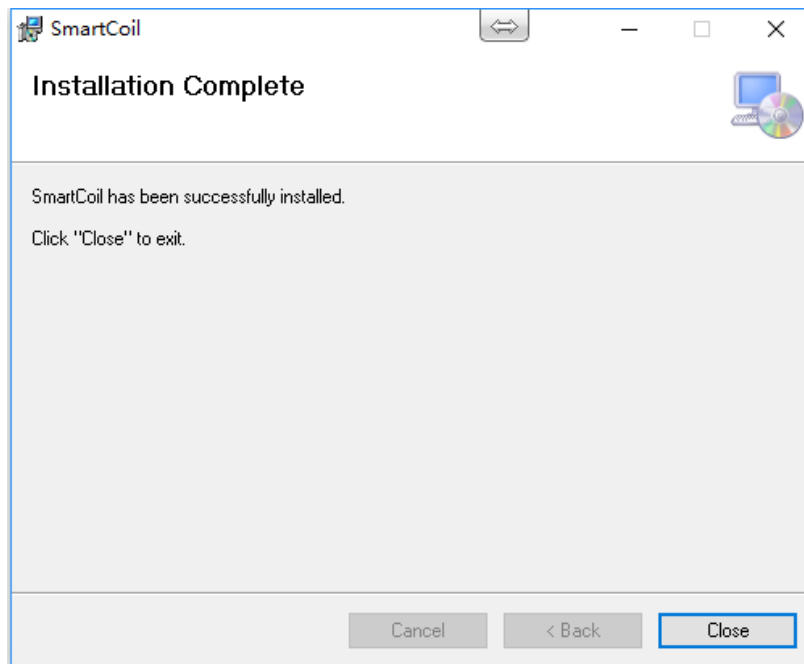 SmartCoil
Installation Complete
SmartCoil has been successfully installed.
Click "Close" to exit.
Cancel
< Back
Close